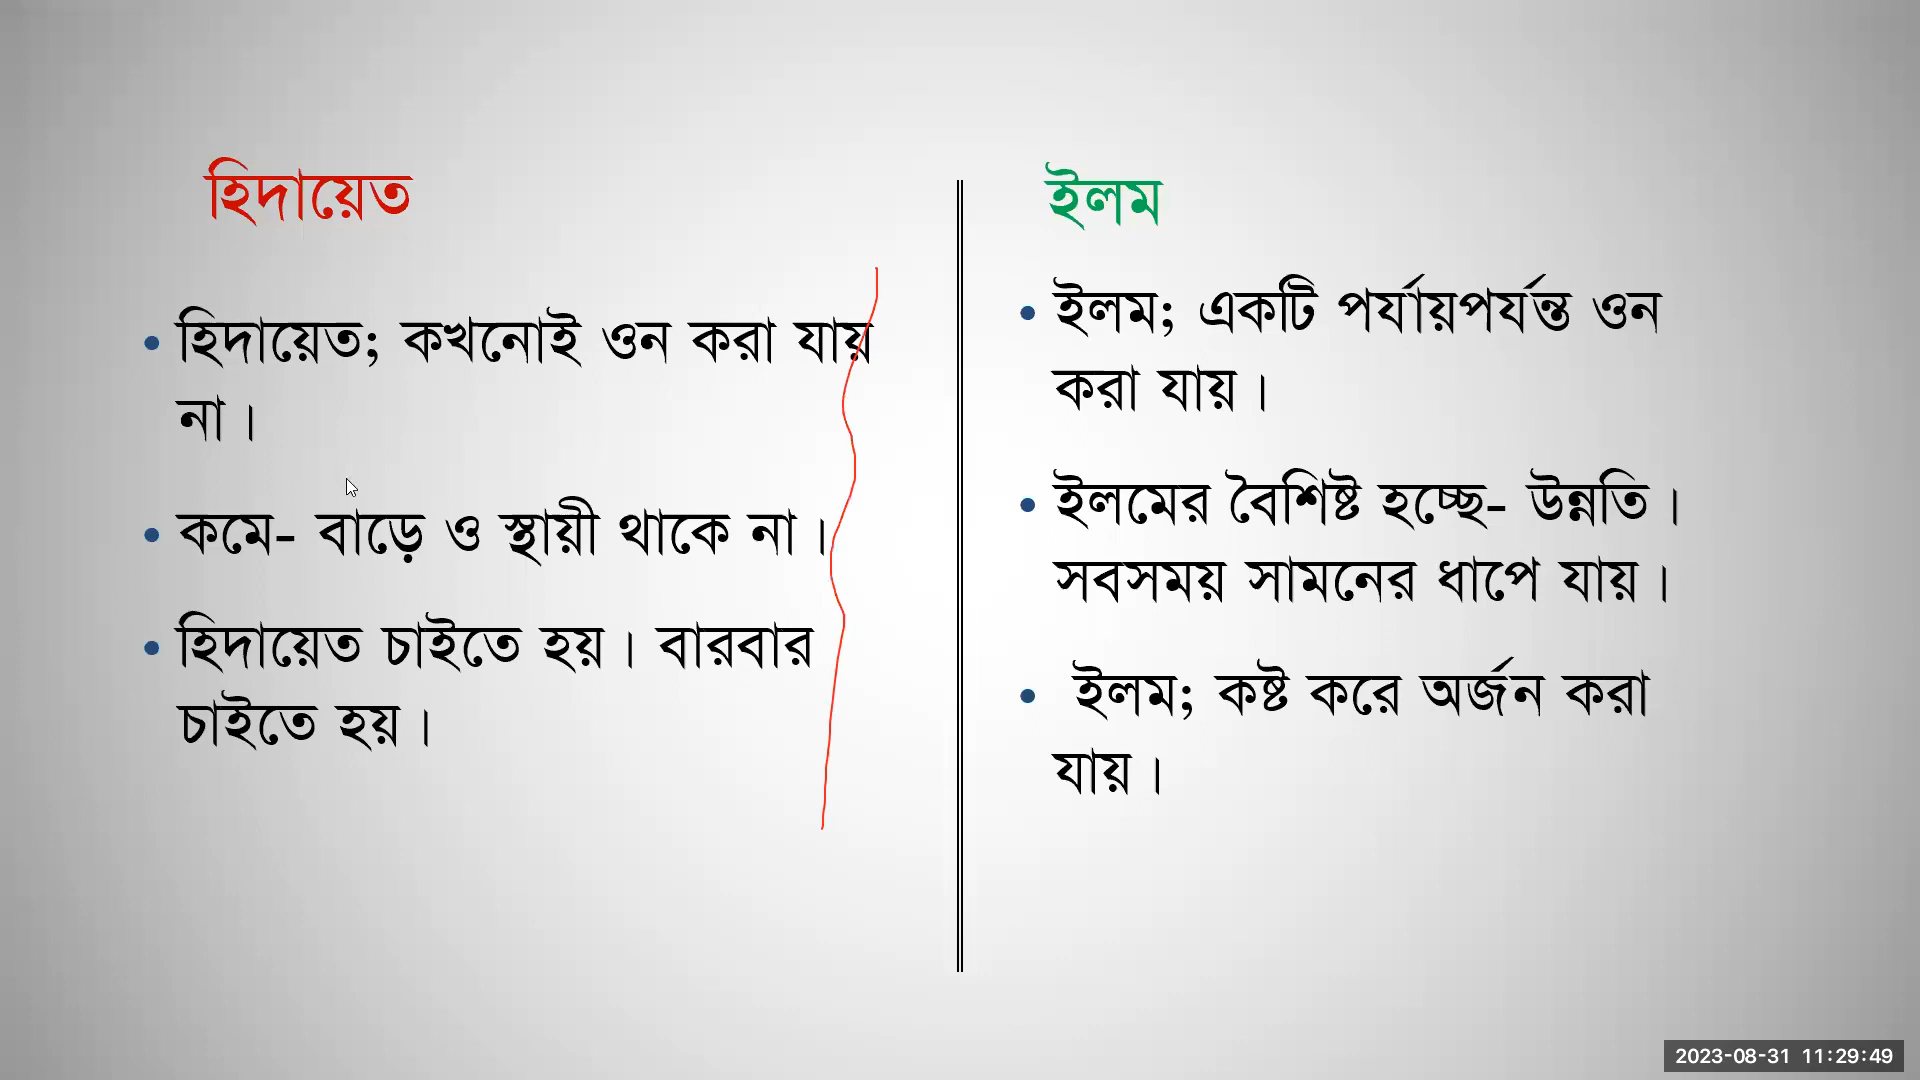 হিদায়েত
• হিদায়েত; কখনোই ওন করা যায়
না।
• কমে- বাড়ে ও স্থায়ী থাকে না।
• হিদায়েত চাইতে হয়। বারবার
চাইতে হয়।
ইলম
• ইলম; একটি পর্যায়পর্যন্ত ওন
করা যায়।
• ইলমের বৈশিষ্ট হচ্ছে- উন্নতি।
সবসময় সামনের ধাপে যায়।
• ইলম; কষ্ট করে অর্জন করা
যায়।
2023-08-31 11:29:49